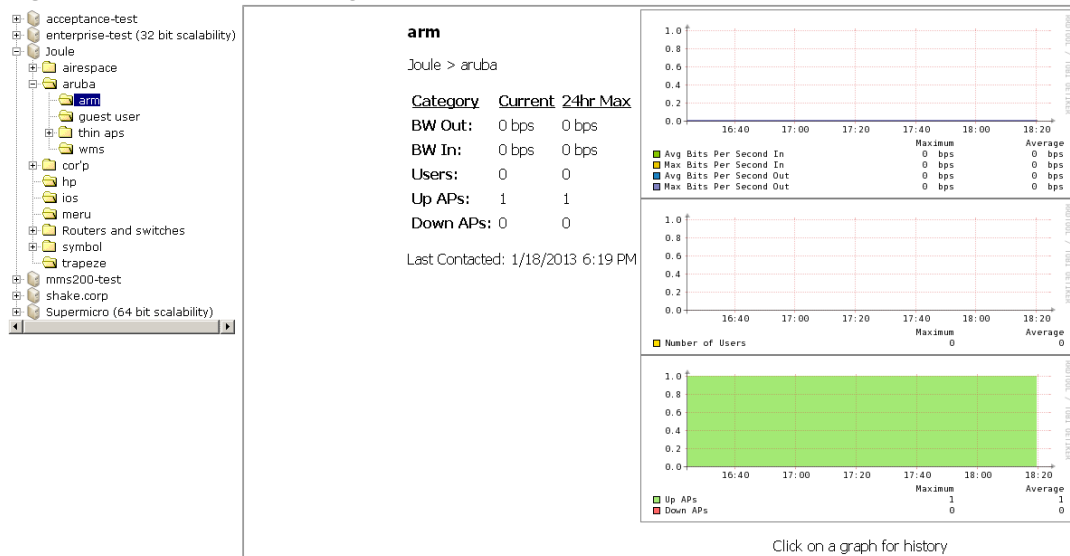 acceptance-test
enterprise-test (32 bit scalability)
Joule
airespace
aruba
arm
guest user
thin aps
wms
cor'p
hp
ios
meru
Routers and switches
symbol
trapeze
mms200-test
shake.corp
Supermicro (64 bit scalability)
arm
Joule > aruba
Category Current 24hr Max
BW Out: 0 bps 0 bps
BW In: 0 bps 0 bps
Users: 0 0
Up APs: 1 1
Down APs: 0 0
Last Contacted: 1/18/2013 6:19 PM
1.0
0.8
0.6
0.4
0.2
0.0
16:40 17:00 17:20 17:40 18:00 18:20
Maximum Average
Avg Bits Per Second In 0 bps 0 bps
Max Bits Per Second In 0 bps 0 bps
Avg Bits Per Second Out 0 bps 0 bps
Max Bits Per Second Out 0 bps 0 bps
RRDTOOL / TOBI OETIKER
1.0
0.8
0.6
0.4
0.2
0.0
16:40 17:00 17:20 17:40 18:00 18:20
Maximum Average
Number of Users 0 0
RRDTOOL / TOBI OETIKER
1.0
0.8
0.6
0.4
0.2
0.0
16:40 17:00 17:20 17:40 18:00 18:20
Maximum Average
Up APs 1 1
Down APs 0 0
RRDTOOL / TOBI OETIKER
Click on a graph for history